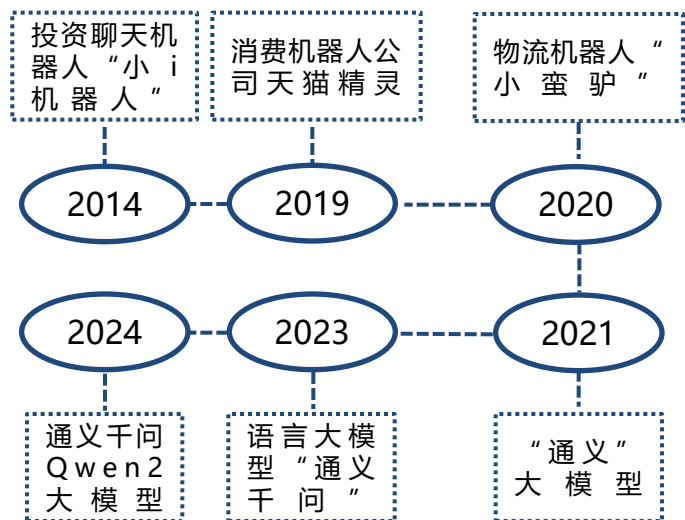 投资聊天机
器人“小i
机器人”
消费机器人公
司天猫精灵
物流机器人“
小蛮驴”
2014
2019
2020
2024
2023
2021
通义千问
Qwen2
大模型
语言大模
型“通义
千问”
“通义”
大模型